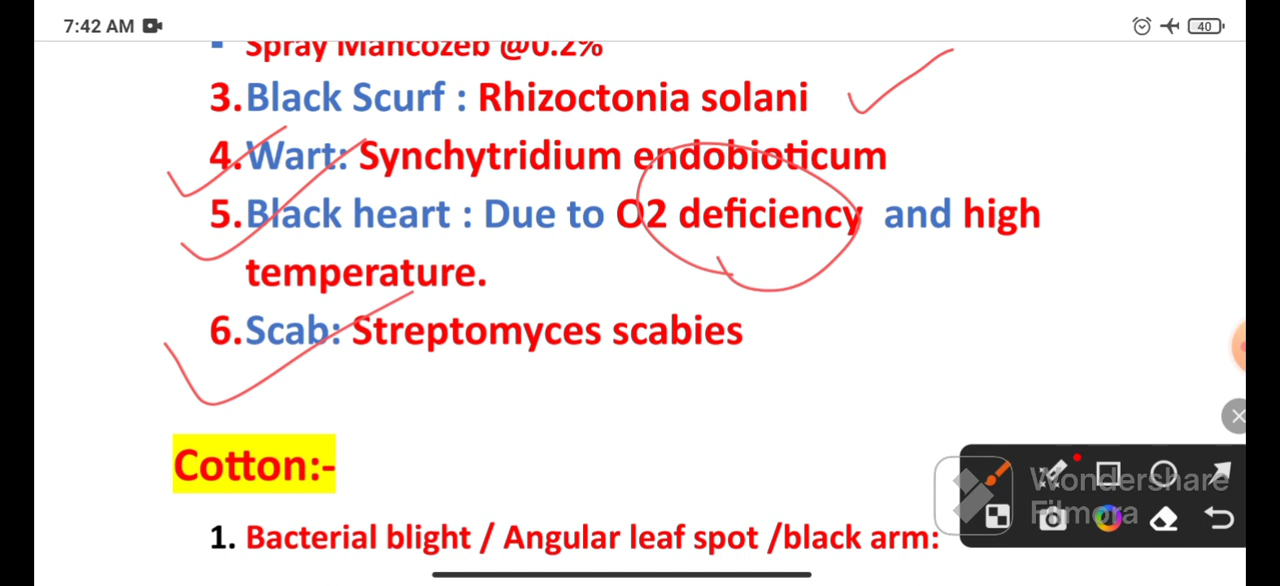 7:42 AM
40
Spray Mancozeb @0.2%
3.Black Scurf : Rhizoctonia solani
4.Wart: Synchytridium endobioticum
5.Black heart : Due to O2 deficiency and high
temperature.
6.Scab: Streptomyces scabies
Cotton:-
Wondershare
Filmora
1. Bacterial blight / Angular leaf spot /black arm: